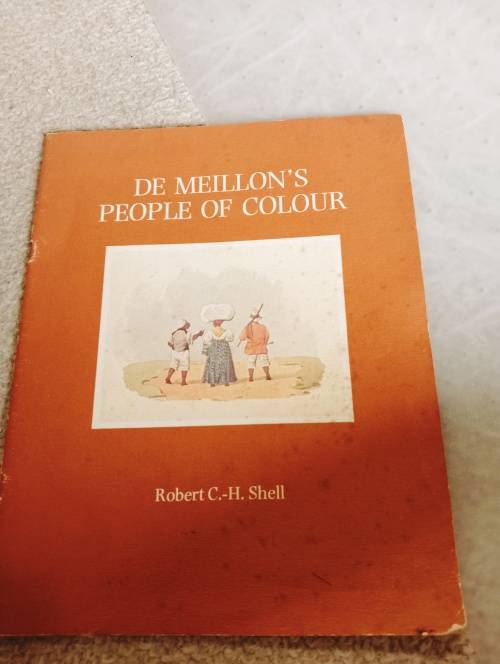 DE MEILLON'S
PEOPLE OF COLOUR
Robert C.-H. Shell